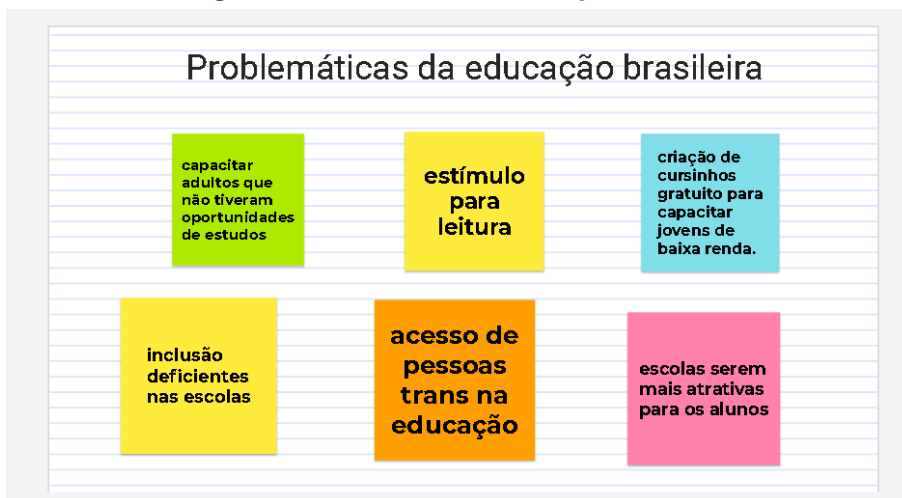 Problemáticas da educação brasileira
capacitar
adultos que
não tiveram
oportunidades
de estudos
estímulo
para
leitura
criação de
cursinhos
gratuito para
capacitar
jovens de
baixa renda.
inclusão
deficientes
nas escolas
acesso de
pessoas
trans na
educação
escolas serem
mais atrativas
para os alunos